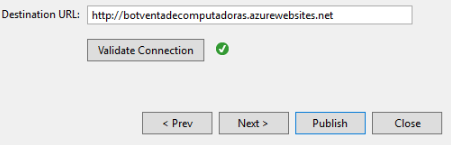 Destination URL: http://botventadecomputadoras.azurewebsites.net
Validate Connection
< Prev Next > Publish Close